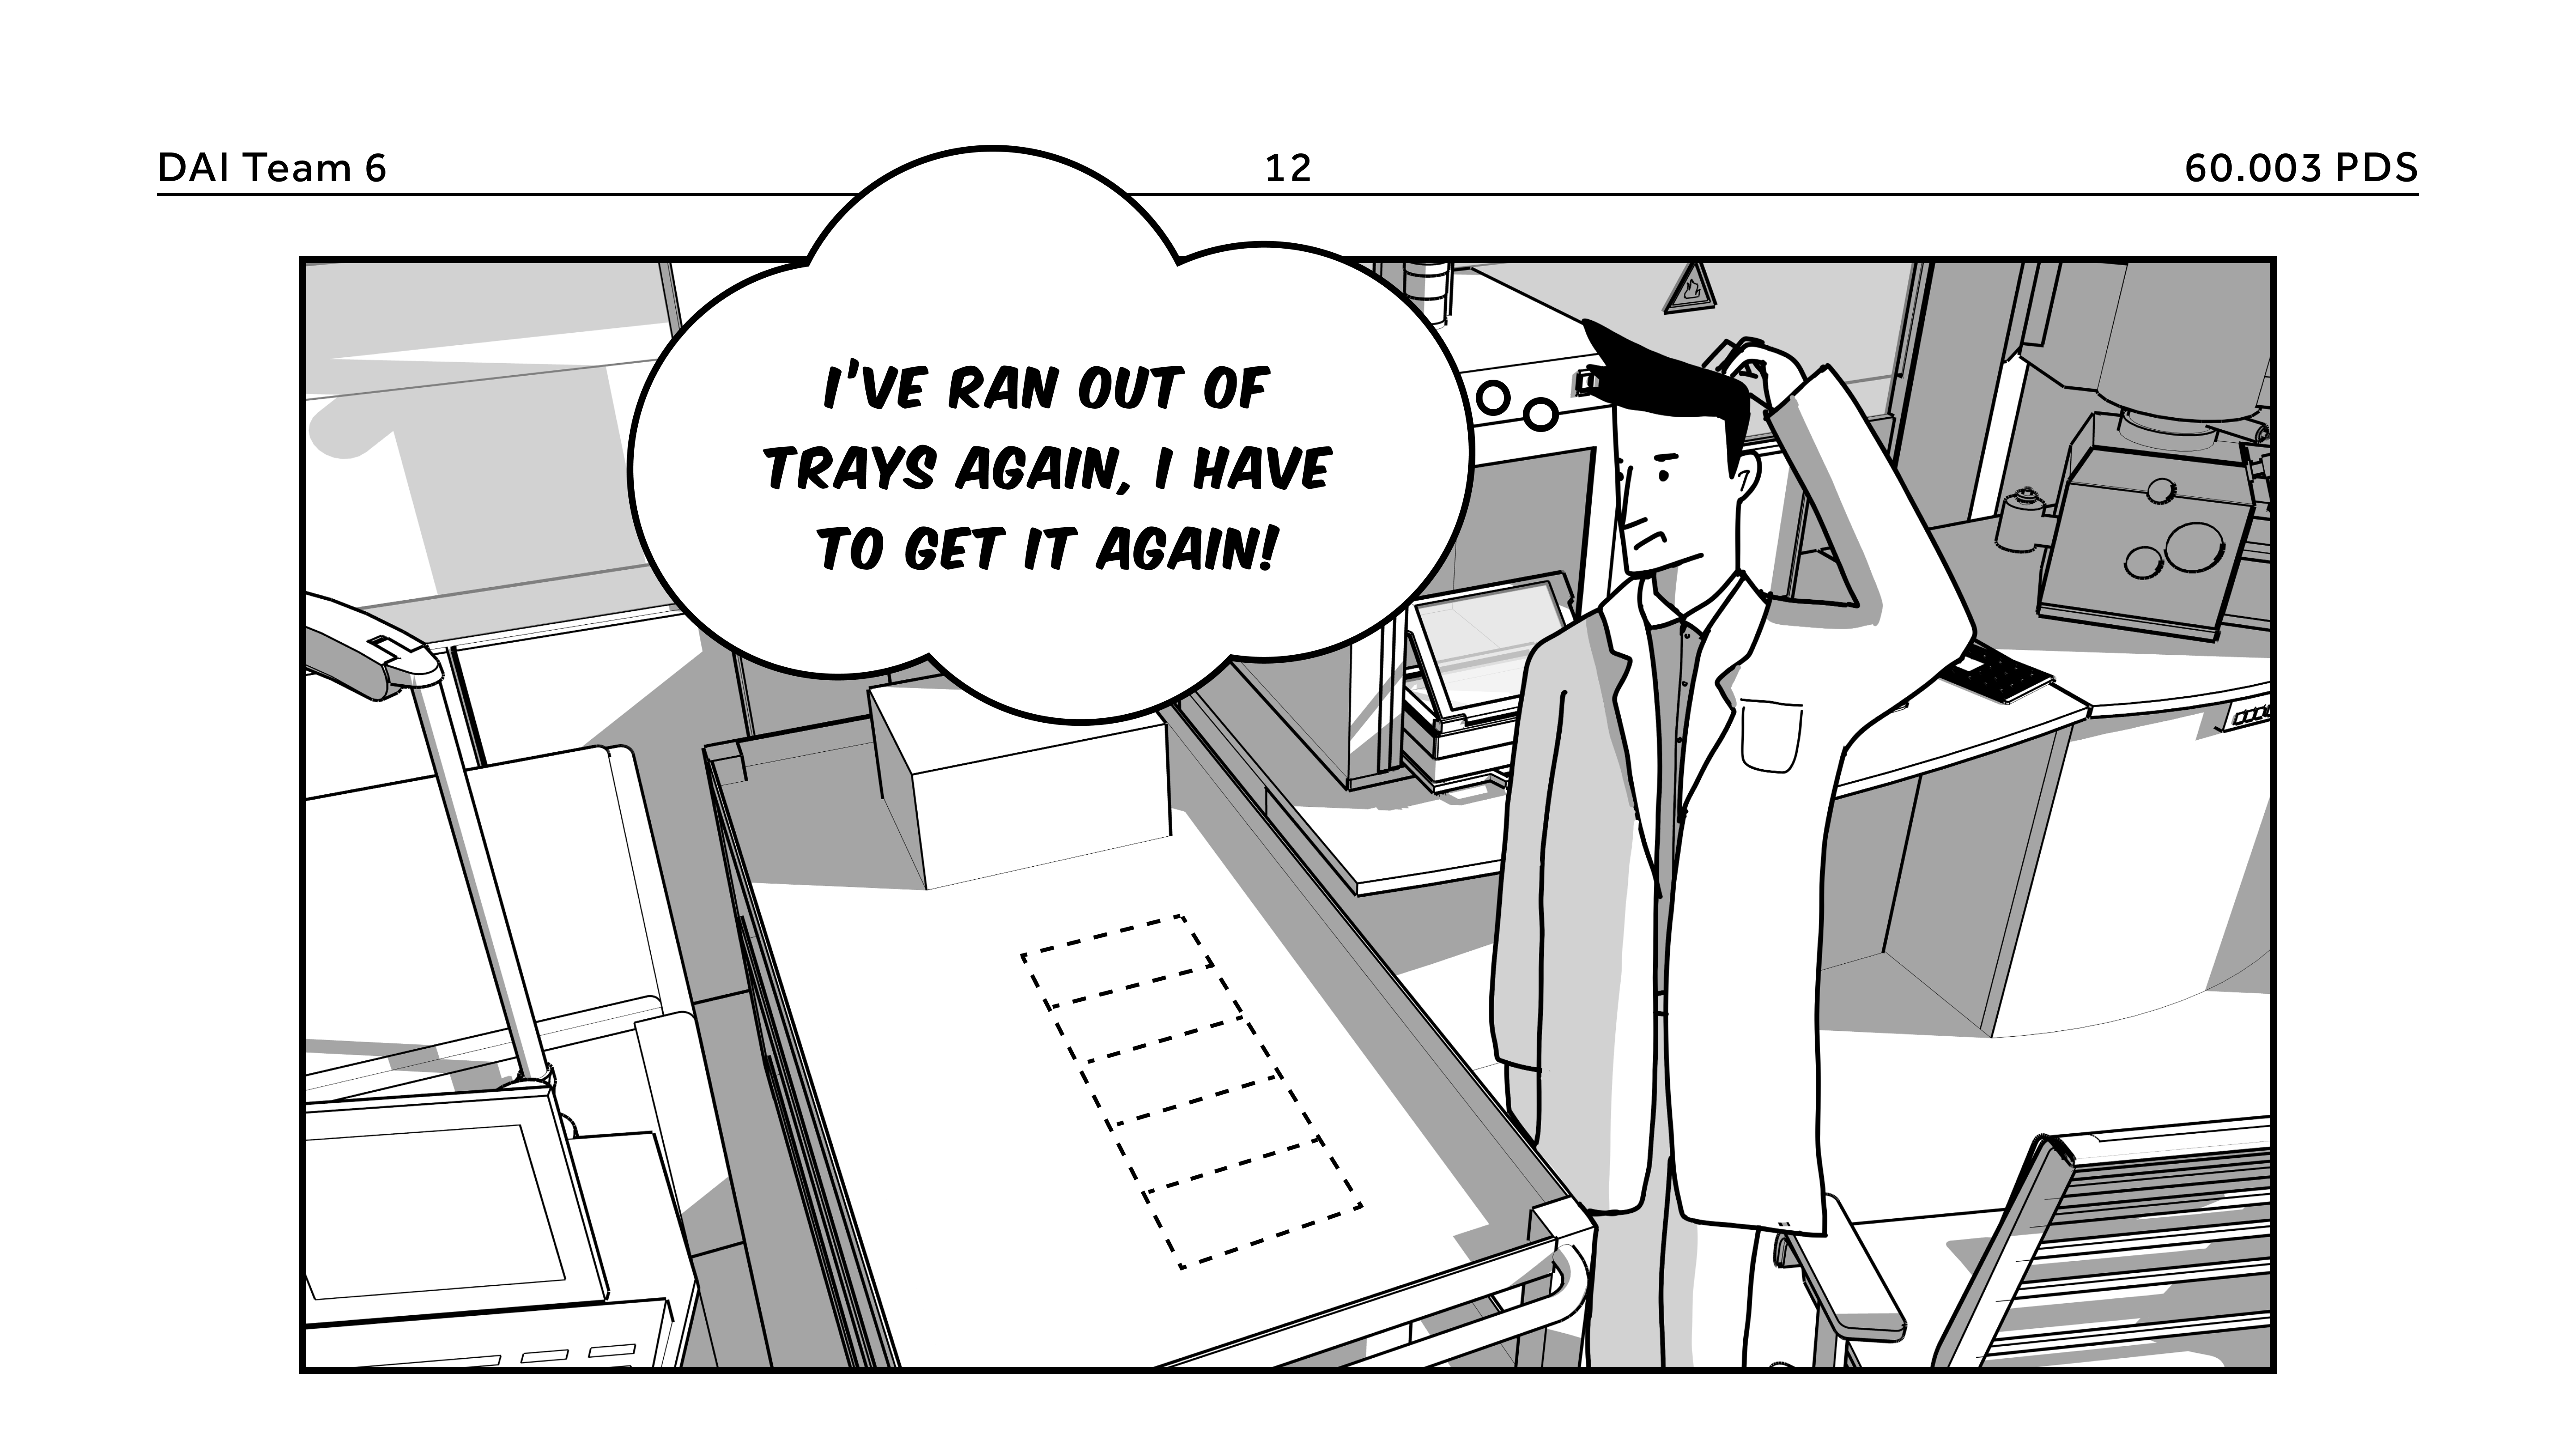 DAI Team 6
12
60.003 PDS
I'VE RAN OUT OF
TRAYS AGAIN, I HAVE
TO GET IT AGAIN!